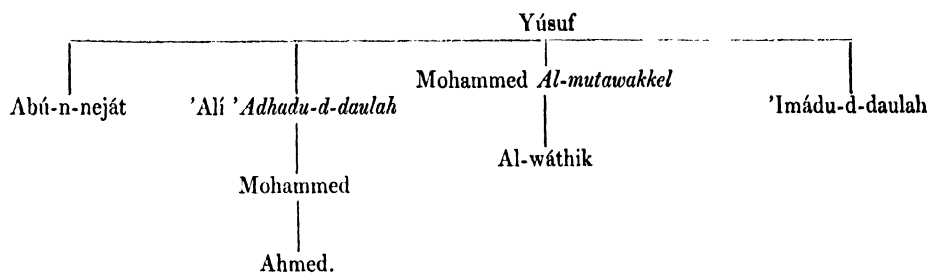 Yúsuf
Mohammed Al-mutawakkel
Abú-n-neját 'Alí 'Adhadu-d-daulah 'Imádu-d-daulah
Al-wáthik
Mohammed
Ahmed.